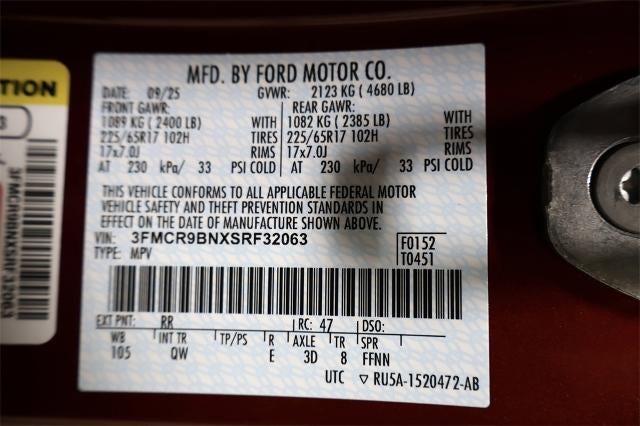 MFD. BY FORD MOTOR CO.
DATE: 09/25 GVWR: 2123 KG ( 4680 LB)
FRONT GAWR: REAR GAWR:
1089 KG ( 2400 LB) WITH 1082 KG ( 2385 LB) WITH
225/65R17 102H TIRES 225/65R17 102H TIRES
17x7.0J RIMS 17x7.0J RIMS
AT 230 kPa/ 33 PSI COLD AT 230 kPa/ 33 PSI COLD
THIS VEHICLE CONFORMS TO ALL APPLICABLE FEDERAL MOTOR
VEHICLE SAFETY AND THEFT PREVENTION STANDARDS IN
EFFECT ON THE DATE OF MANUFACTURE SHOWN ABOVE.
VIN: 3FMCR9BNXSRF32063 F0152
TYPE: MPV T0451
EXT PNT: RR RC: 47 DSO:
WB INT TR TP/PS R AXLE TR SPR
105 QW E 3D 8 FFNN
UTC ▽ RU5A-1520472-AB
TION
3
3FMCR9BNXSRF32063